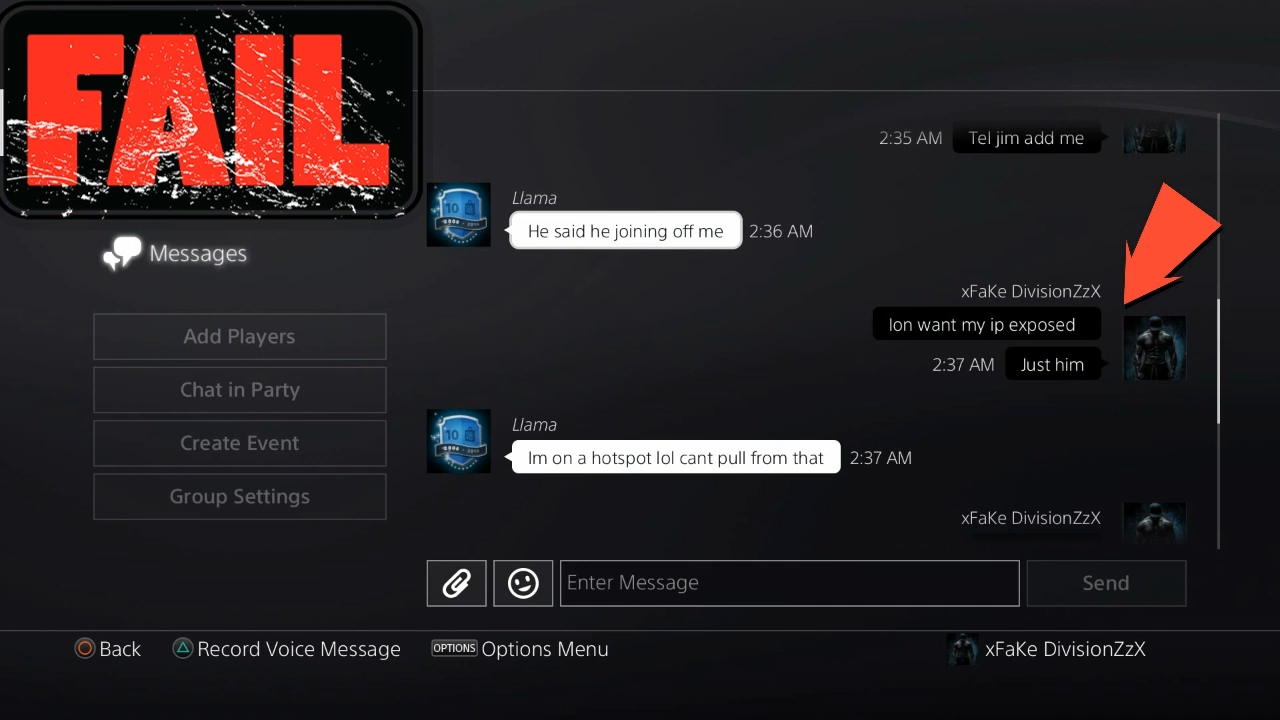 FAIL
2:35 AM Tel jim add me
Llama
He said he joining off me 2:36 AM
Messages
xFaKe DivisionZzX
Ion want my ip exposed
Add Players
2:37 AM Just him
Chat in Party
Llama
Create Event
Im on a hotspot lol cant pull from that 2:37 AM
Group Settings
xFaKe DivisionZzX
Enter Message
Send
Back
Record Voice Message
OPTIONS Options Menu
xFaKe DivisionZzX